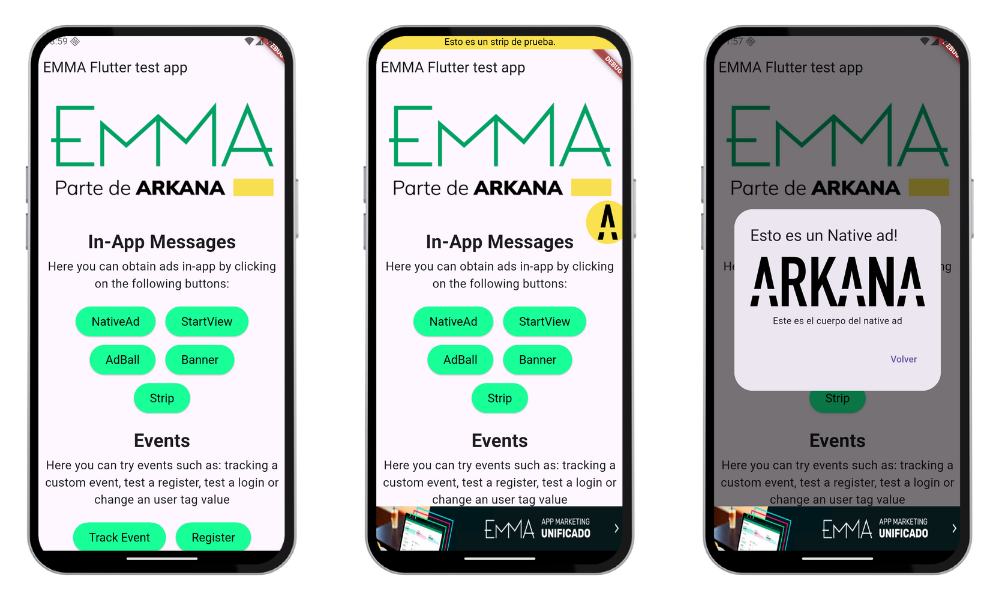 :59
EMMA Flutter test app
EMMA
Parte de ARKANA
In-App Messages
Here you can obtain ads in-app by clicking
on the following buttons:
NativeAd
StartView
AdBall
Banner
Strip
Events
Here you can try events such as: tracking a
custom event, test a register, test a login or
change an user tag value
Track Event
Register
Esto es un strip de prueba.
DEBUG
EMMA Flutter test app
EMMA
Parte de ARKANA
A
In-App Messages
Here you can obtain ads in-app by clicking
on the following buttons:
NativeAd
StartView
AdBall
Banner
Strip
Events
Here you can try events such as: tracking a
custom event, test a register, test a login or
change an user tag value
EMMA
APP MARKETING
UNIFICADO
:57
EMMA Flutter test app
EMMA
Parte de ARKANA
Esto es un Native ad!
ARKANA
Este es el cuerpo del native ad
Volver
Strip
Events
Here you can try events such as: tracking a
custom event, test a register, test a login or
change an user tag value
EMMA
APP MARKETING
UNIFICADO